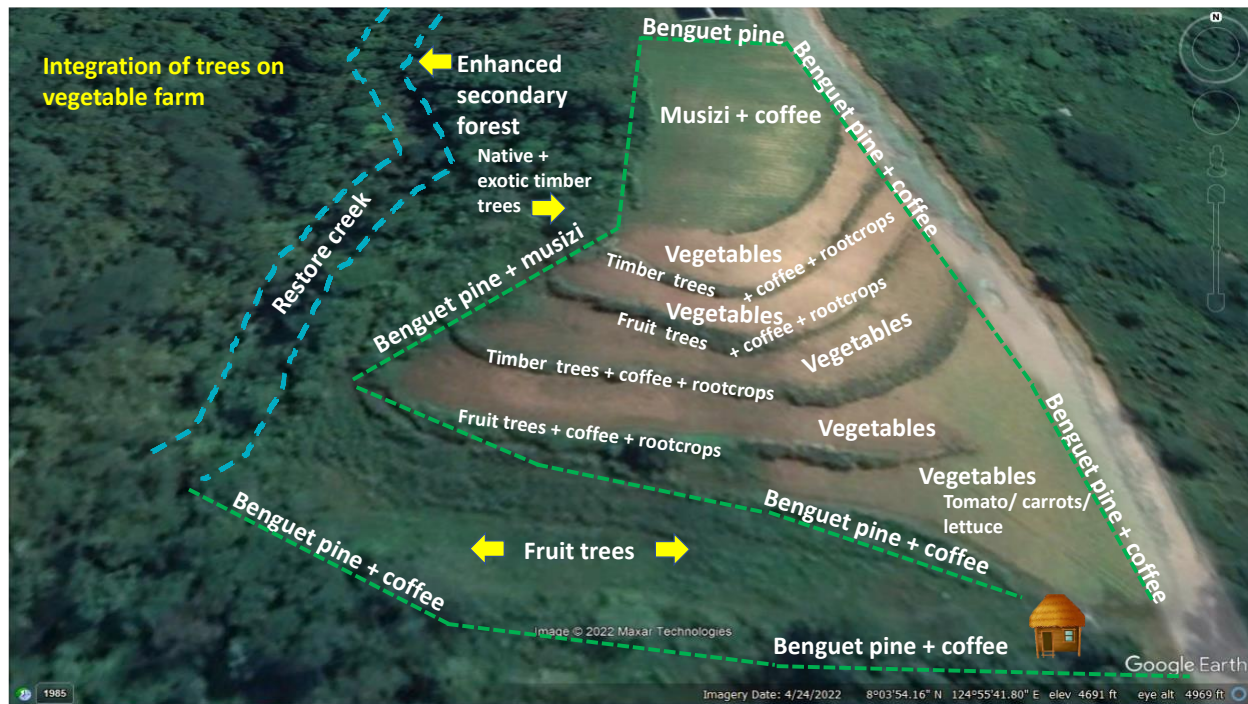 Integration of trees on
vegetable farm
Enhanced
secondary
forest
Native +
exotic timber
trees
Benguet pine
N
Benguet pine + coffee
Musizi + coffee
Restore creek
Benguet pine + musizi
Vegetables
Timber trees + coffee + rootcrops
Vegetables
Fruit trees + coffee + rootcrops
Vegetables
Timber trees + coffee + rootcrops
Fruit trees + coffee + rootcrops
Vegetables
Vegetables
Tomato/ carrots/
lettuce
Benguet pine + coffee
Benguet pine + coffee
Benguet pine + coffee
Fruit trees
Image © 2022 Maxar Technologies
Benguet pine + coffee
Google Earth
1985
Imagery Date: 4/24/2022 8°03'54.16" N 124°55'41.80" E elev 4691 ft eye alt 4969 ft